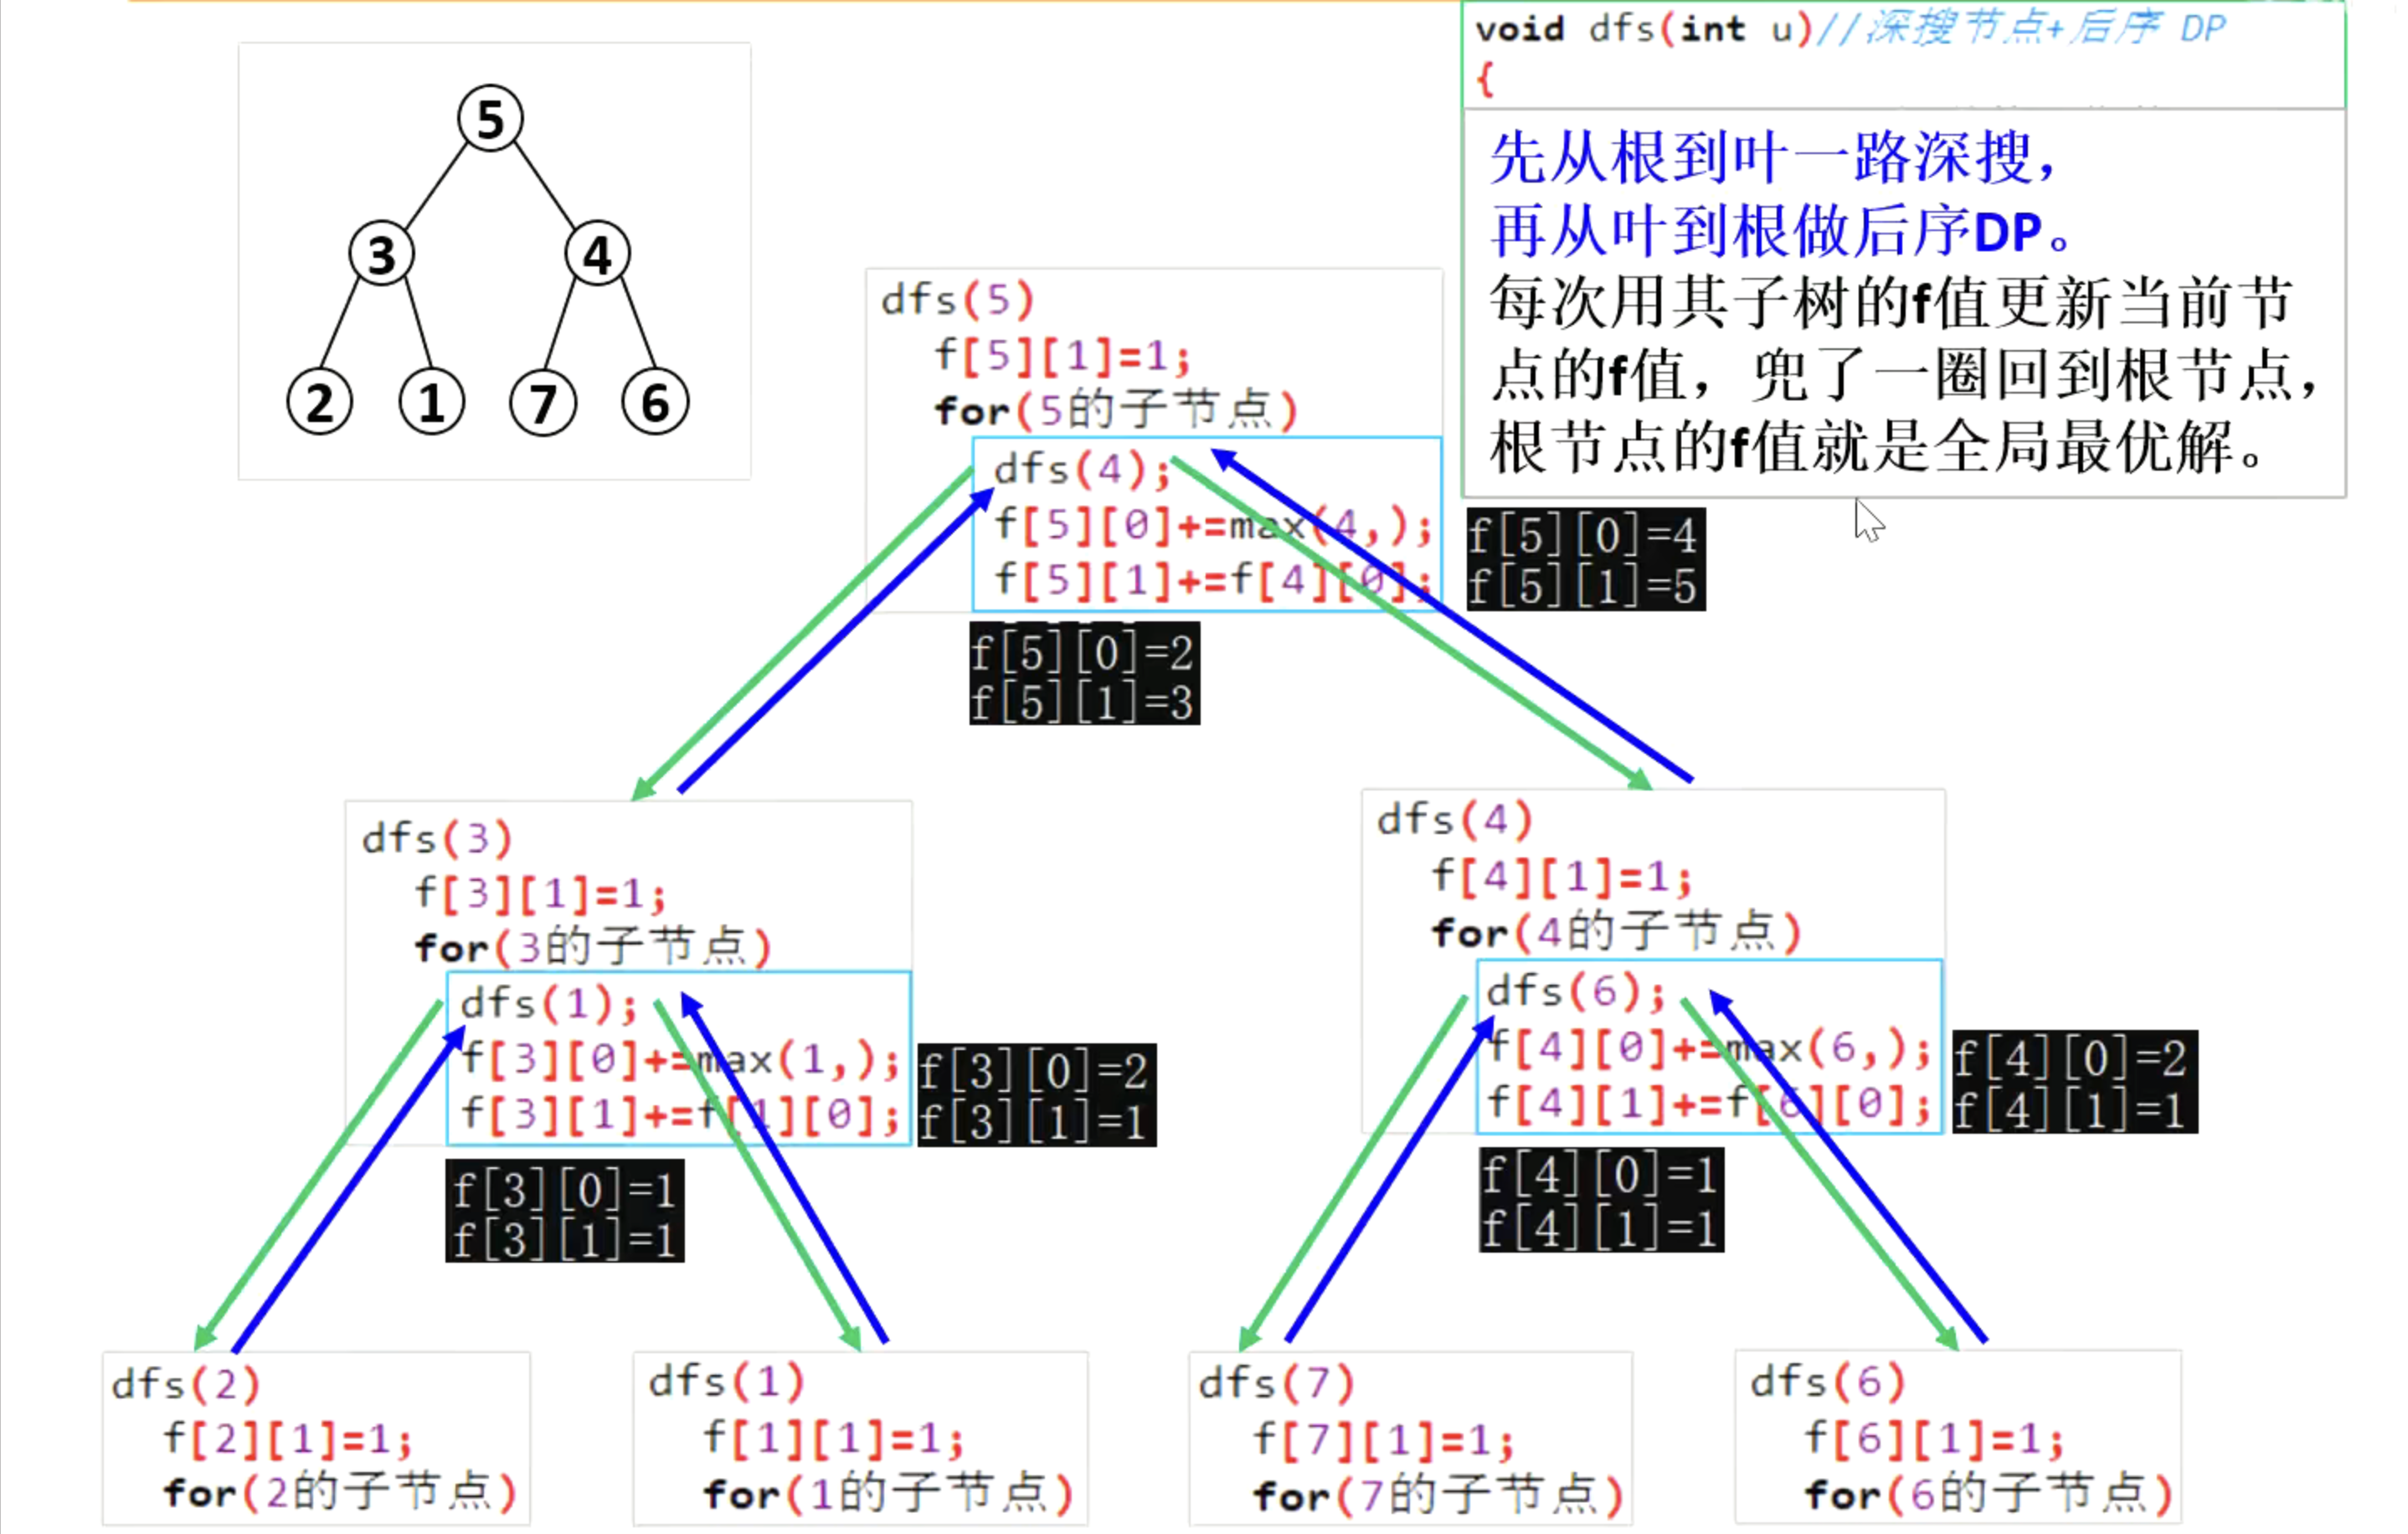 void dfs(int u)//深搜节点+后序 DP
{
先从根到叶一路深搜，
再从叶到根做后序DP。
每次用其子树的f值更新当前节
点的f值，兜了一圈回到根节点，
根节点的f值就是全局最优解。
5
3
4
2
1
7
6
dfs(5)
f[5][1]=1;
for(5的子节点)
dfs(4);
f[5][0]+=max(4,);
f[5][1]+=f[4][0];
f[5][0]=4
f[5][1]=5
f[5][0]=2
f[5][1]=3
dfs(3)
f[3][1]=1;
for(3的子节点)
dfs(1);
f[3][0]+=max(1,);
f[3][1]+=f[1][0];
f[3][0]=2
f[3][1]=1
f[3][0]=1
f[3][1]=1
dfs(4)
f[4][1]=1;
for(4的子节点)
dfs(6);
f[4][0]+=max(6,);
f[4][1]+=f[6][0];
f[4][0]=2
f[4][1]=1
f[4][0]=1
f[4][1]=1
dfs(2)
f[2][1]=1;
for(2的子节点)
dfs(1)
f[1][1]=1;
for(1的子节点)
dfs(7)
f[7][1]=1;
for(7的子节点)
dfs(6)
f[6][1]=1;
for(6的子节点)